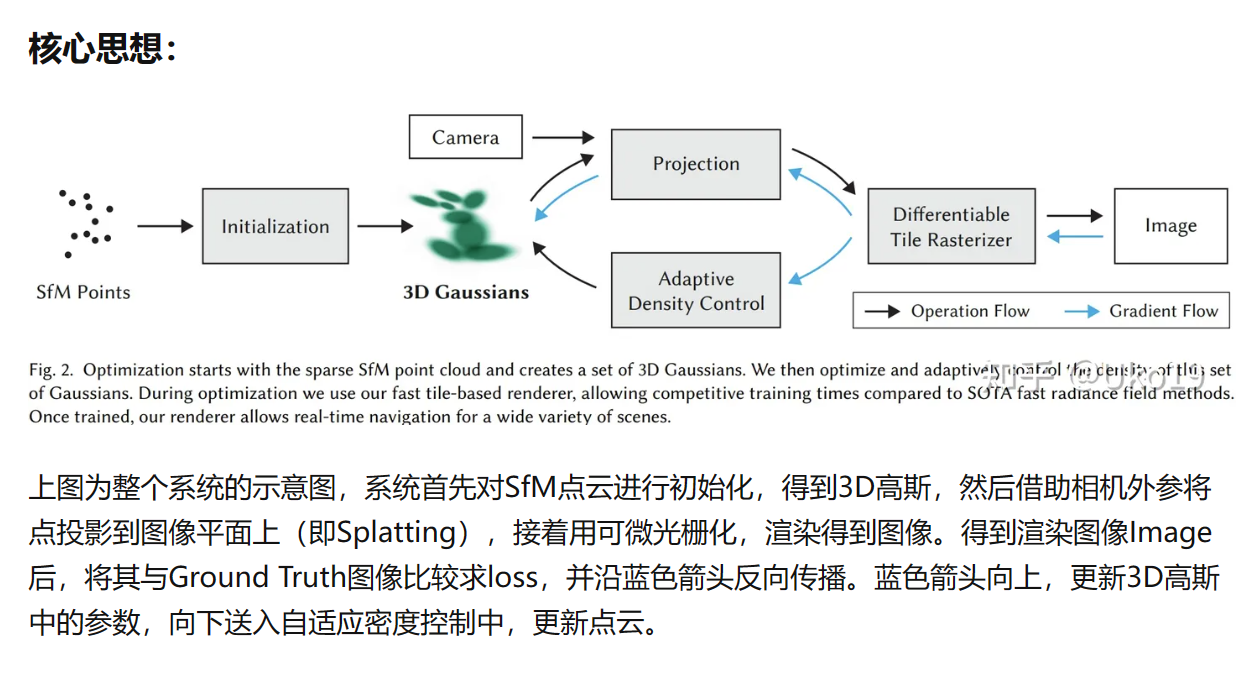 核心思想：
Camera
Projection
Initialization
Differentiable
Tile Rasterizer
Image
Adaptive
Density Control
SfM Points
3D Gaussians
Operation Flow
Gradient Flow
Fig. 2. Optimization starts with the sparse SfM point cloud and creates a set of 3D Gaussians. We then optimize and adaptively control the density of this set
of Gaussians. During optimization we use our fast tile-based renderer, allowing competitive training times compared to SOTA fast radiance field methods.
Once trained, our renderer allows real-time navigation for a wide variety of scenes.
知乎 @Uko19
上图为整个系统的示意图，系统首先对SfM点云进行初始化，得到3D高斯，然后借助相机外参将
点投影到图像平面上（即Splatting），接着用可微光栅化，渲染得到图像。得到渲染图像Image
后，将其与Ground Truth图像比较求loss，并沿蓝色箭头反向传播。蓝色箭头向上，更新3D高斯
中的参数，向下送入自适应密度控制中，更新点云。